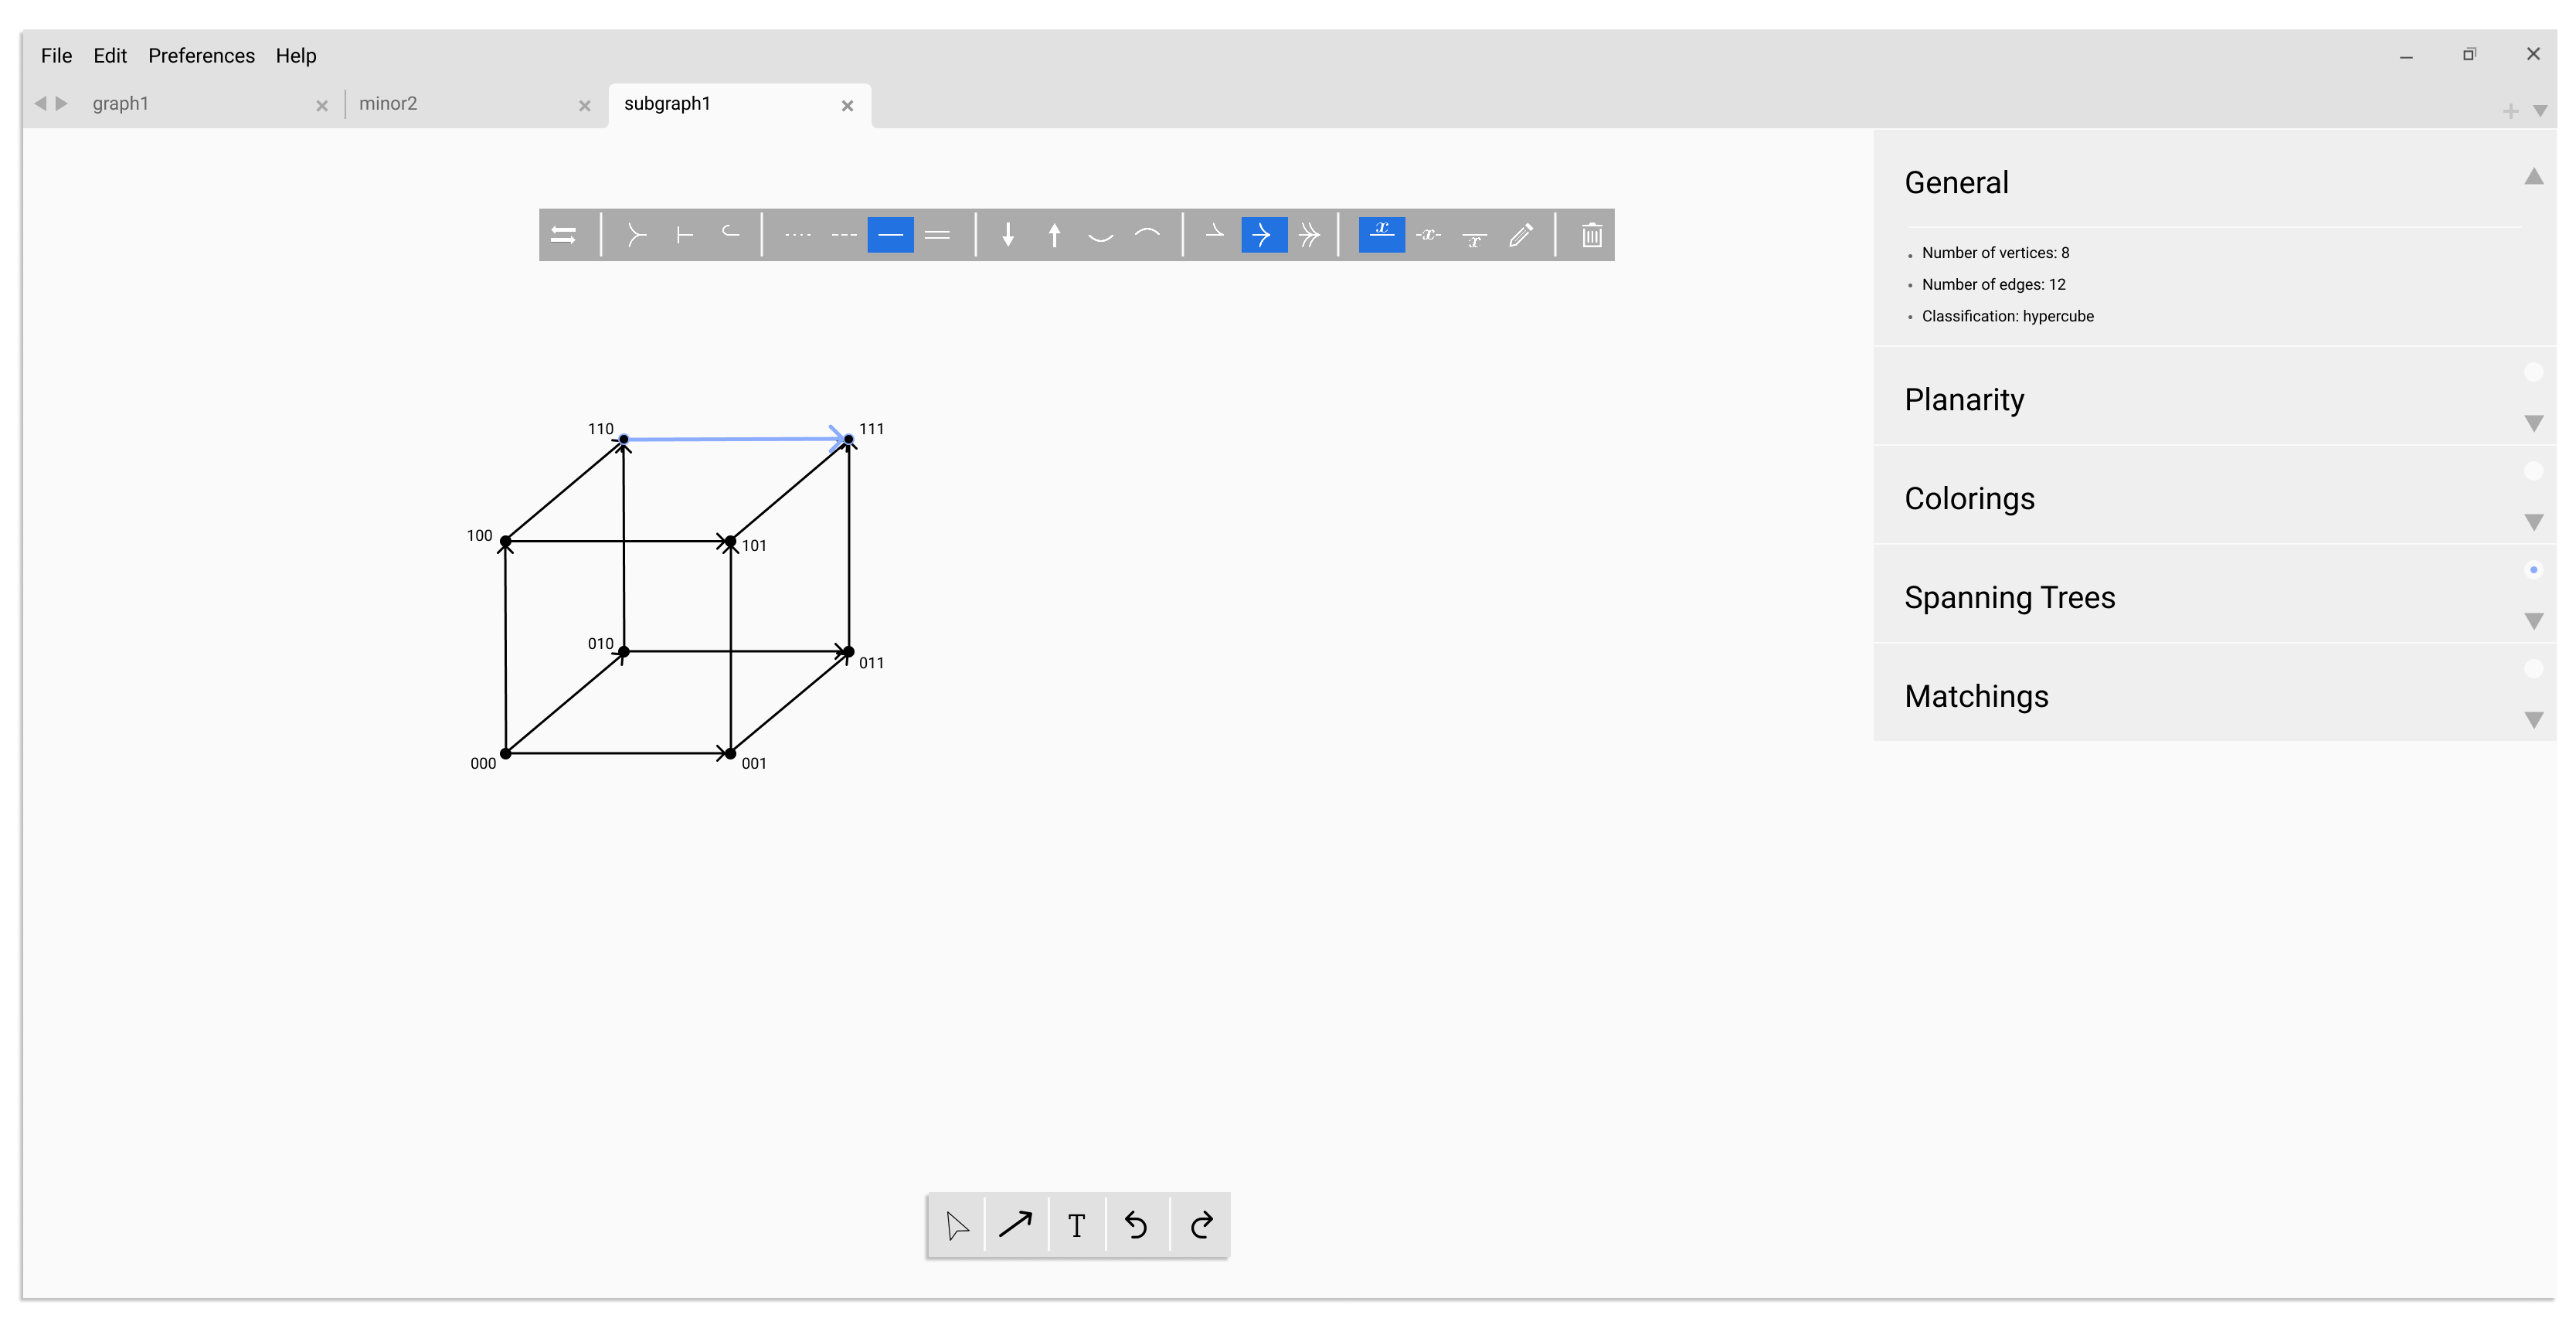 File Edit Preferences Help
graph1 minor2 subgraph1
x -x- x
General
Number of vertices: 8
Number of edges: 12
Classification: hypercube
Planarity
Colorings
Spanning Trees
Matchings
110 111
100 101
010 011
000 001
T